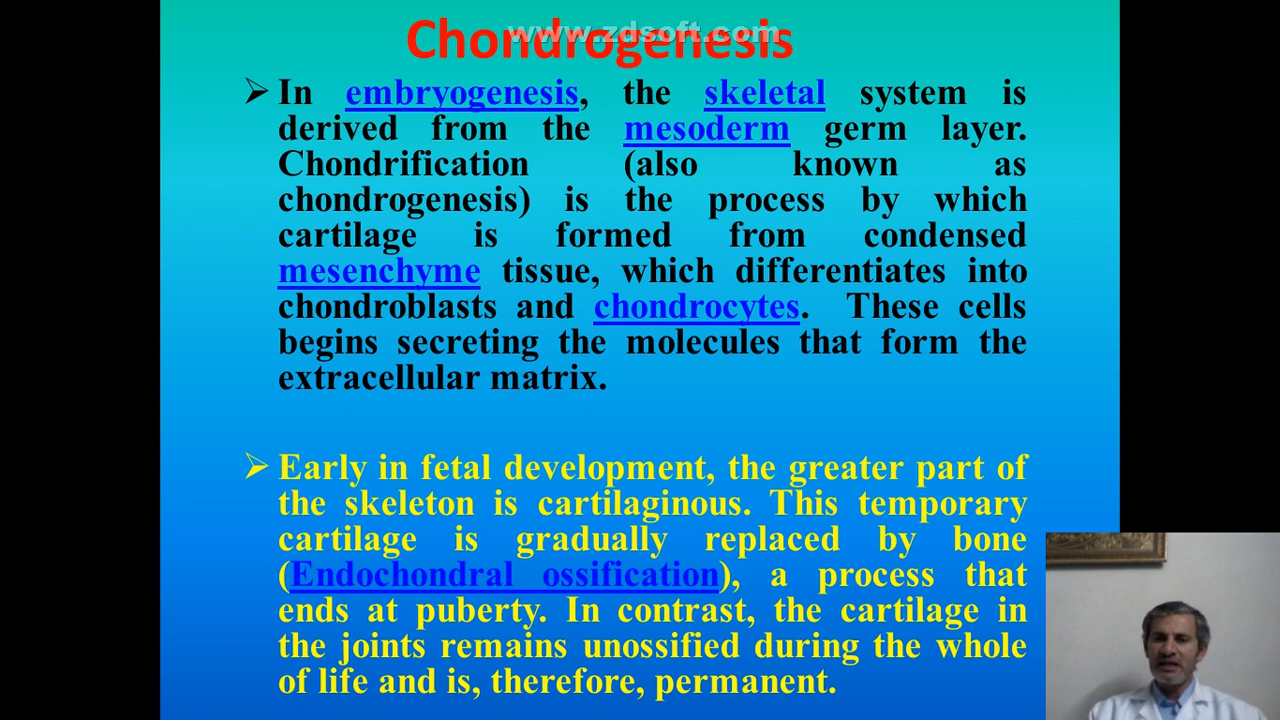 Chondrogenesis
www.zdsoft.com
In embryogenesis, the skeletal system is
derived from the mesoderm germ layer.
Chondrification (also known as
chondrogenesis) is the process by which
cartilage is formed from condensed
mesenchyme tissue, which differentiates into
chondroblasts and chondrocytes. These cells
begins secreting the molecules that form the
extracellular matrix.
Early in fetal development, the greater part of
the skeleton is cartilaginous. This temporary
cartilage is gradually replaced by bone
(Endochondral ossification), a process that
ends at puberty. In contrast, the cartilage in
the joints remains unossified during the whole
of life and is, therefore, permanent.